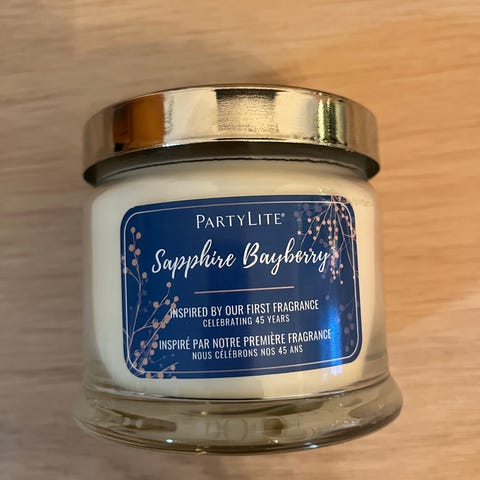 PARTYLITE®
Sapphire Bayberry
INSPIRED BY OUR FIRST FRAGRANCE
CELEBRATING 45 YEARS
INSPIRÉ PAR NOTRE PREMIÈRE FRAGRANCE
NOUS CÉLÉBRONS NOS 45 ANS